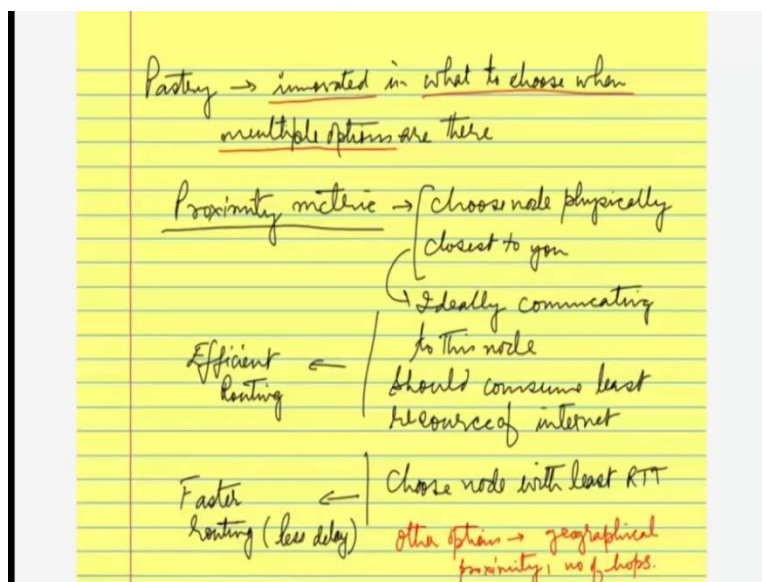 Pastry → innovated in what to choose when
multiple options are there
Proximity metric → choose node physically
closest to you
→ Ideally commucating
to this node
Efficient ←
Routing
should consume least
resource of internet
Choose node with least RTT
Faster ←
routing (less delay)
other options → geographical
proximity, no of hops.